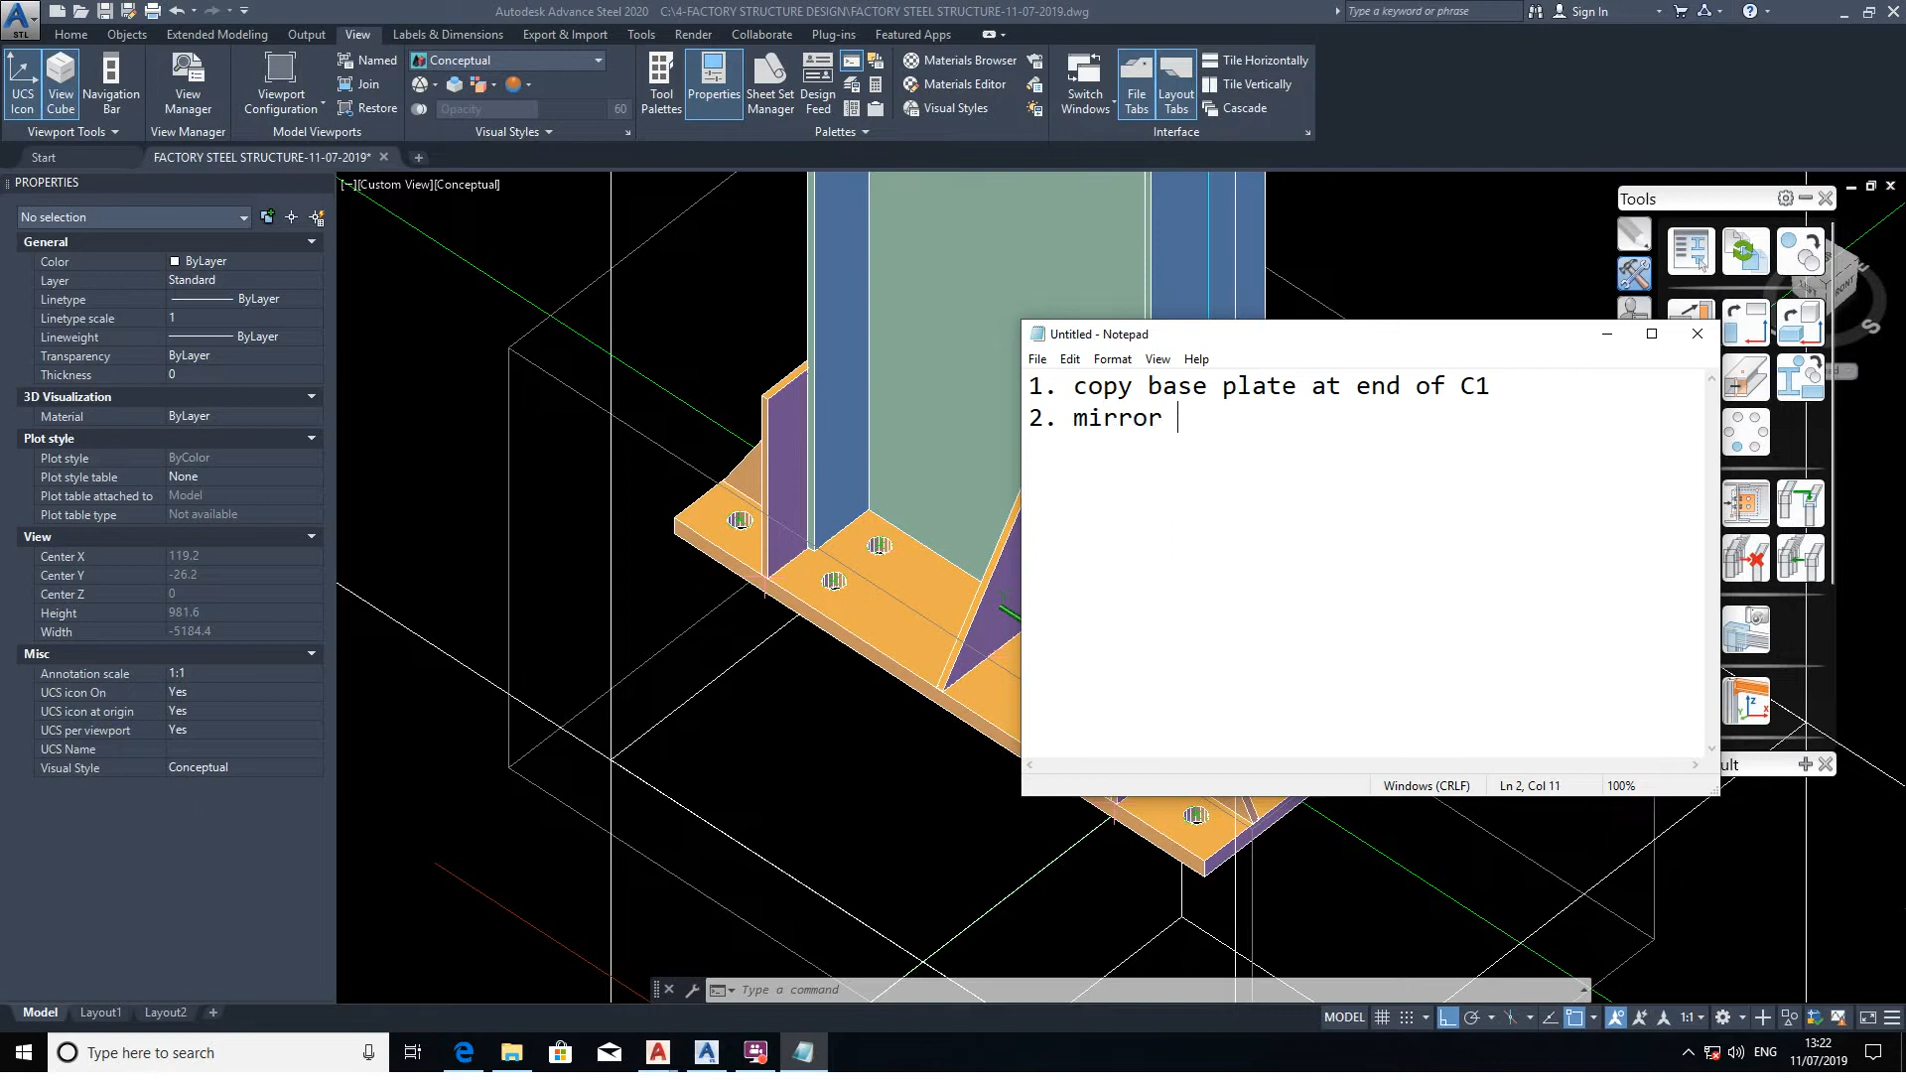 Autodesk Advance Steel 2020 C:\4-FACTORY STRUCTURE DESIGN\FACTORY STEEL STRUCTURE-11-07-2019.dwg
Type a keyword or phrase
Sign In
STL
Home
Objects
Extended Modeling
Output
View
Labels & Dimensions
Export & Import
Tools
Render
Collaborate
Plug-ins
Featured Apps
UCS Icon
View Cube
Navigation Bar
Viewport Tools
View Manager
View Manager
Viewport Configuration
Named
Join
Restore
Model Viewports
Conceptual
Opacity
60
Visual Styles
Tool Palettes
Properties
Sheet Set Manager
Design Feed
Palettes
Materials Browser
Materials Editor
Visual Styles
Switch Windows
File Tabs
Layout Tabs
Tile Horizontally
Tile Vertically
Cascade
Interface
Start
FACTORY STEEL STRUCTURE-11-07-2019*
PROPERTIES
No selection
General
Color ByLayer
Layer Standard
Linetype ByLayer
Linetype scale 1
Lineweight ByLayer
Transparency ByLayer
Thickness 0
3D Visualization
Material ByLayer
Plot style
Plot style ByColor
Plot style table None
Plot table attached to Model
Plot table type Not available
View
Center X 119.2
Center Y -26.2
Center Z 0
Height 981.6
Width -5184.4
Misc
Annotation scale 1:1
UCS icon On Yes
UCS icon at origin Yes
UCS per viewport Yes
UCS Name
Visual Style Conceptual
[−][Custom View][Conceptual]
Tools
FRONT
S
Untitled - Notepad
File Edit Format View Help
1. copy base plate at end of C1
2. mirror
Windows (CRLF)
Ln 2, Col 11
100%
ult
Type a command
Model
Layout1
Layout2
MODEL
1:1
Type here to search
ENG
13:22
11/07/2019